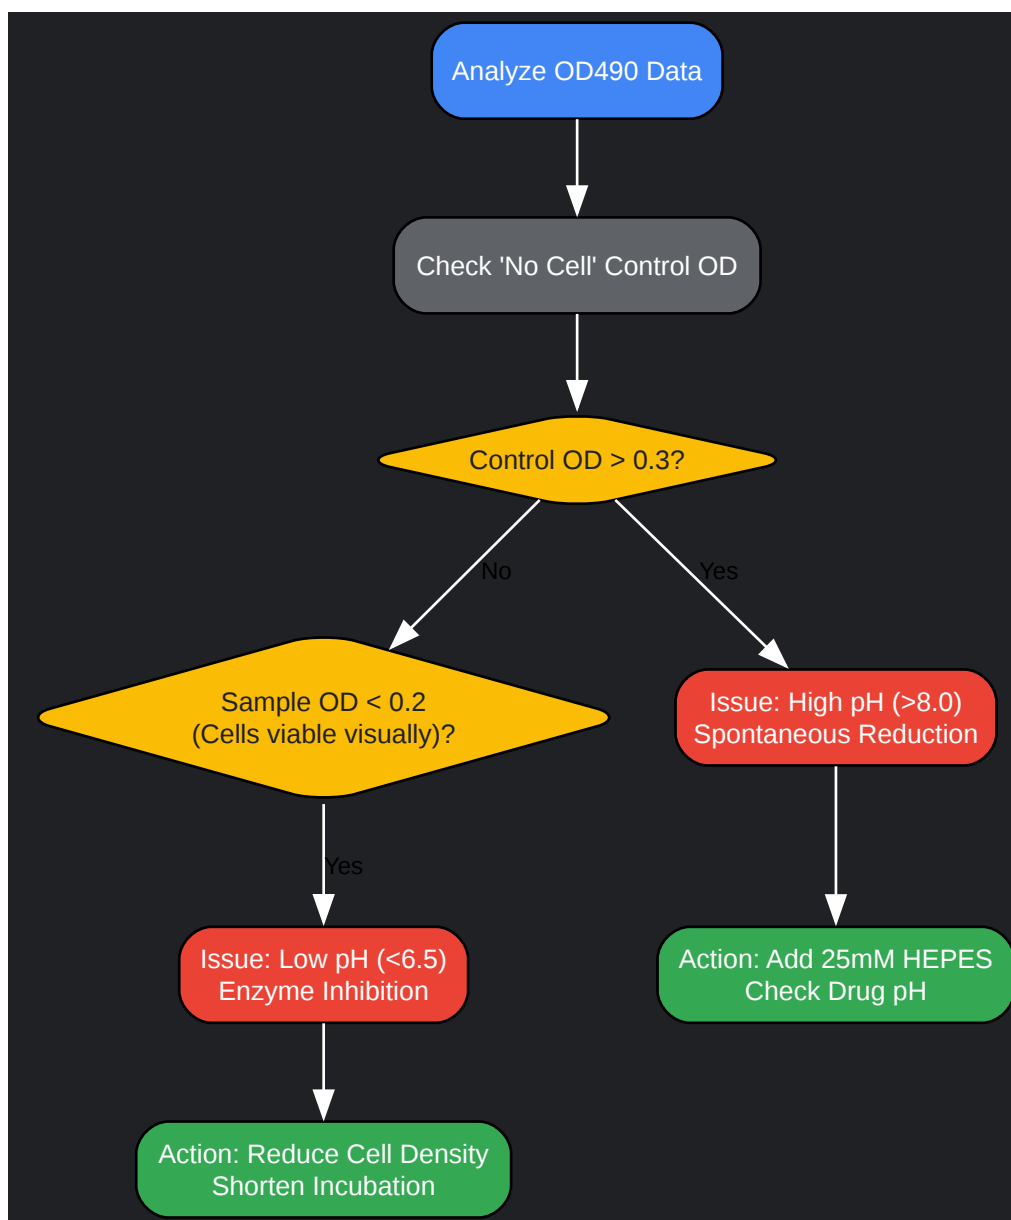 Analyze OD490 Data
Check 'No Cell' Control OD
Control OD > 0.3?
No
Yes
Sample OD < 0.2
(Cells viable visually)?
Issue: High pH (>8.0)
Spontaneous Reduction
Yes
Issue: Low pH (<6.5)
Enzyme Inhibition
Action: Add 25mM HEPES
Check Drug pH
Action: Reduce Cell Density
Shorten Incubation